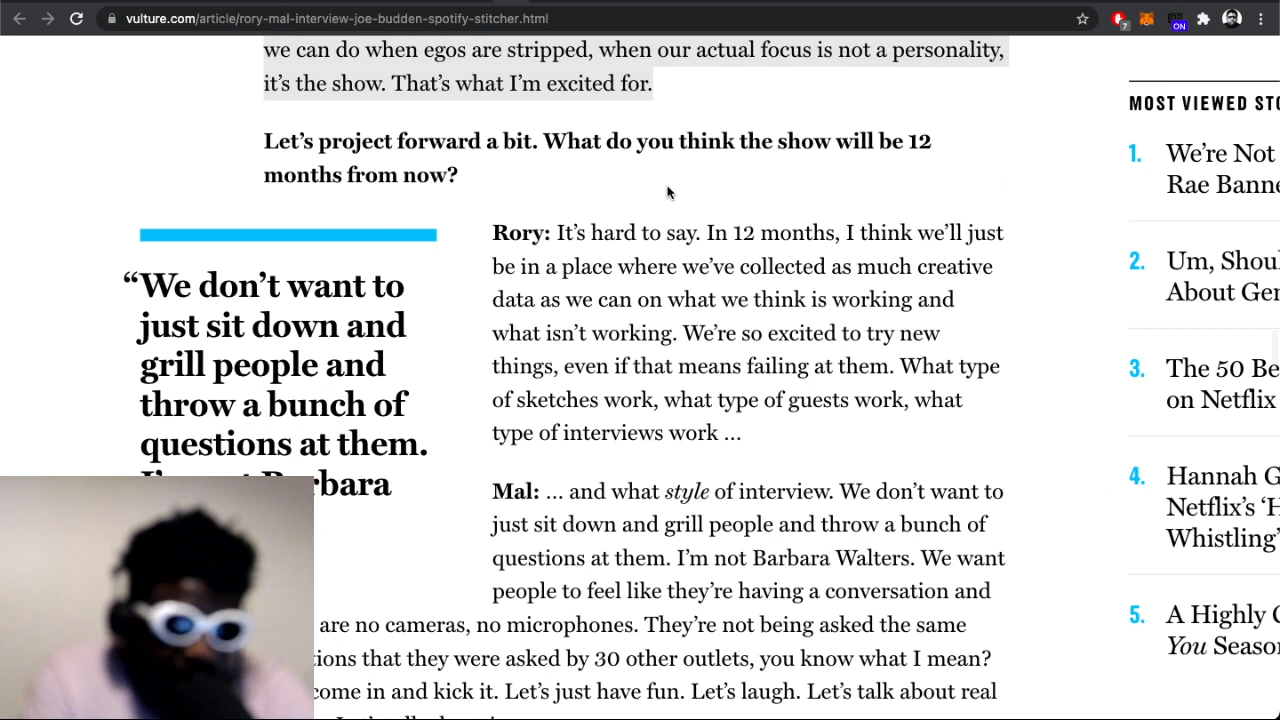 vulture.com/article/rory-mal-interview-joe-budden-spotify-stitcher.html
7
ON
we can do when egos are stripped, when our actual focus is not a personality,
it’s the show. That’s what I’m excited for.
Let’s project forward a bit. What do you think the show will be 12
months from now?
“We don’t want to
just sit down and
grill people and
throw a bunch of
questions at them.
Rory: It’s hard to say. In 12 months, I think we’ll just
be in a place where we’ve collected as much creative
data as we can on what we think is working and
what isn’t working. We’re so excited to try new
things, even if that means failing at them. What type
of sketches work, what type of guests work, what
type of interviews work ...
Mal: ... and what style of interview. We don’t want to
just sit down and grill people and throw a bunch of
questions at them. I’m not Barbara Walters. We want
people to feel like they’re having a conversation and
are no cameras, no microphones. They’re not being asked the same
that they were asked by 30 other outlets, you know what I mean?
come in and kick it. Let’s just have fun. Let’s laugh. Let’s talk about real
MOST VIEWED
1. We’re Not
Rae
2. Um,
About
3. The 50
on Netflix
4. Hannah
Netflix’s
Whistling’
5. A Highly
You